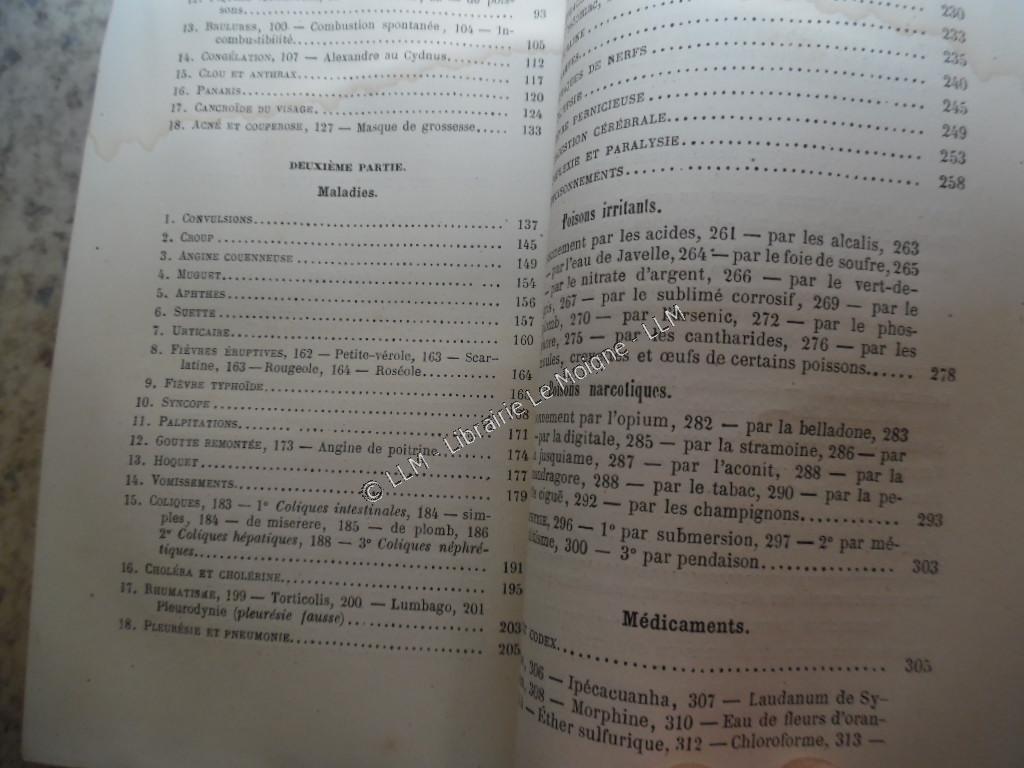 sons. 93
13. BRULURES, 100 — Combustion spontanée, 104 — In-
combustibilité. 105
14. CONGÉLATION, 107 — Alexandre au Cydnus. 112
15. CLOU ET ANTHRAX. 117
16. PANARIS. 120
17. CANCROÏDE DU VISAGE. 124
18. ACNÉ ET COUPEROSE, 127 — Masque de grossesse..... 133
DEUXIÈME PARTIE.
Maladies.
1. CONVULSIONS. 137
2. CROUP 145
3. ANGINE COUENNEUSE 149
4. MUGUET. 154
5. APHTHES 156
6. SUETTE 157
7. URTICAIRE. 160
8. FIÈVRES ÉRUPTIVES, 162 — Petite-vérole, 163 — Scar-
latine, 163 — Rougeole, 164 — Roséole. 164
9. FIÈVRE TYPHOÏDE
10. SYNCOPE
11. PALPITATIONS. 171
12. GOUTTE REMONTÉE, 173 — Angine de poitrine. 174
13. HOQUET 177
14. VOMISSEMENTS. 179
15. COLIQUES, 183 — 1° Coliques intestinales, 184 — sim-
ples, 184 — de miserere, 185 — de plomb, 186
2° Coliques hépatiques, 188 — 3° Coliques néphré-
tiques. 191
16. CHOLÉRA ET CHOLÉRINE. 195
17. RHUMATISME, 199 — Torticolis, 200 — Lumbago, 201
Pleurodynie (pleurésie fausse) 203
18. PLEURÉSIE ET PNEUMONIE. 205
230
233
235
DE NERFS 240
245
PERNICIEUSE 249
CÉRÉBRALE. 253
ET PARALYSIE. 258
Poisons irritants.
par les acides, 261 — par les alcalis, 263
par l'eau de Javelle, 264 — par le foie de soufre, 265
par le nitrate d'argent, 266 — par le vert-de-
267 — par le sublimé corrosif, 269 — par le
270 — par l'arsenic, 272 — par le phos-
275 — par les cantharides, 276 — par les
et œufs de certains poissons...... 278
Poisons narcotiques.
par l'opium, 282 — par la belladone, 283
par la digitale, 285 — par la stramoine, 286 — par
jusquiame, 287 — par l'aconit, 288 — par la
288 — par le tabac, 290 — par la pe-
ciguë, 292 — par les champignons. 293
296 — 1° par submersion, 297 — 2° par mé-
300 — 3° par pendaison. 303
Médicaments.
CODEX. 305
306 — Ipécacuanha, 307 — Laudanum de Sy-
308 — Morphine, 310 — Eau de fleurs d'oran-
— Éther sulfurique, 312 — Chloroforme, 313 —
© LLM - Librairie Le Moigne - LLM